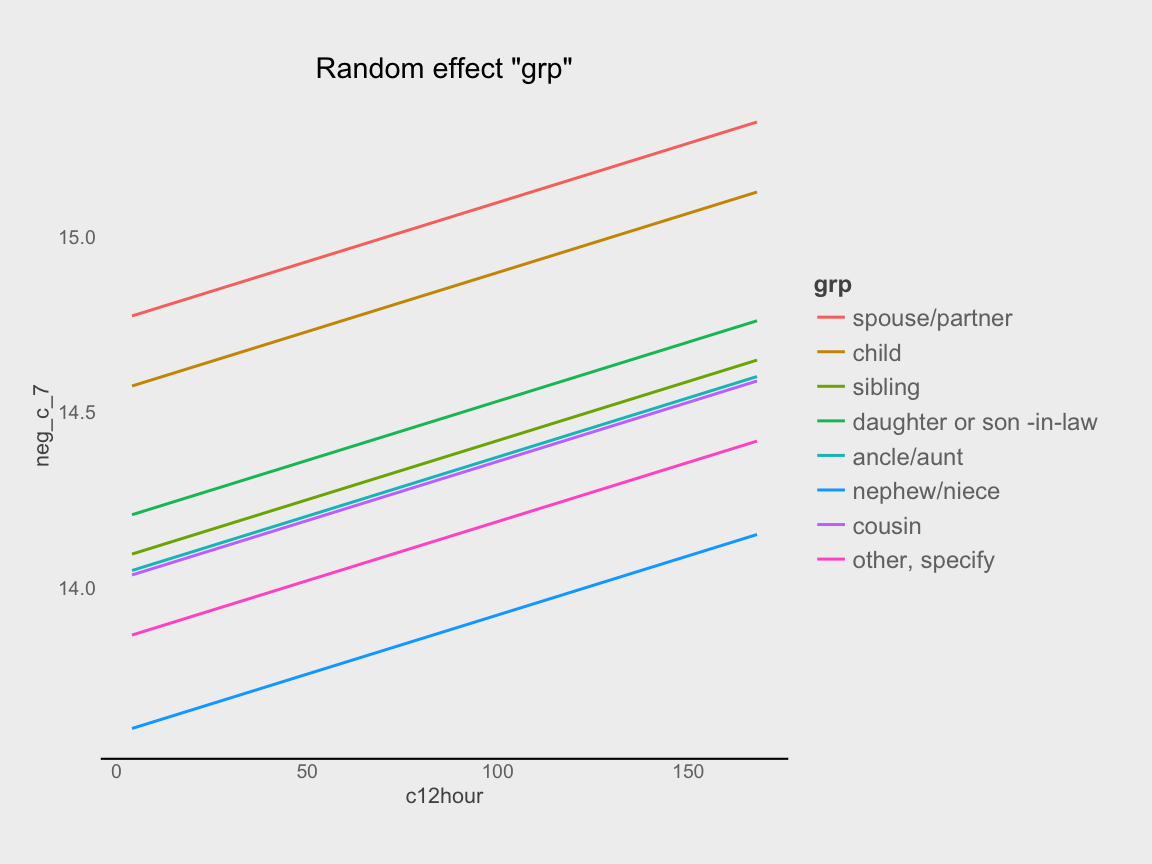 Random effect "grp"
15.0
14.5
14.0
neg_c_7
0 50 100 150
c12hour
grp
spouse/partner
child
sibling
daughter or son -in-law
ancle/aunt
nephew/niece
cousin
other, specify